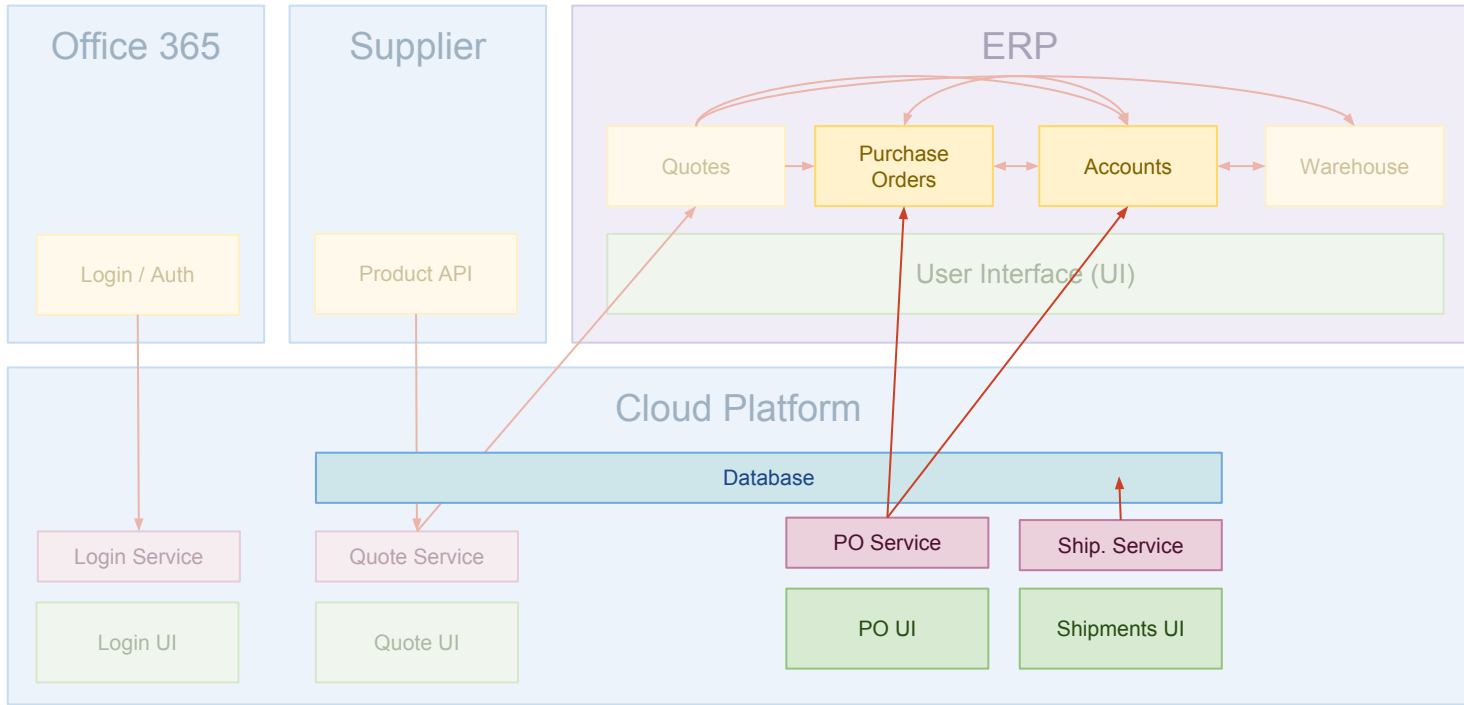 Office 365
Supplier
ERP
Quotes
Purchase
Orders
Accounts
Warehouse
Login / Auth
Product API
User Interface (UI)
Cloud Platform
Database
Login Service
Quote Service
PO Service
Ship. Service
Login UI
Quote UI
PO UI
Shipments UI